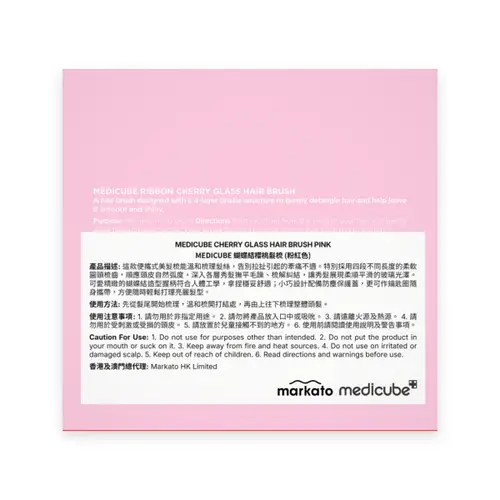 MEDICUBE RIBBON CHERRY GLASS HAIR BRUSH
MEDICUBE CHERRY GLASS HAIR BRUSH PINK
MEDICUBE 蝴蝶結櫻桃髮梳 (粉紅色)
產品描述: 這款便攜式美髮梳能溫和梳理髮絲，告別拉扯引起的牽痛不適。特別採用四段不同長度的柔軟
圓頭梳齒，順應頭皮自然弧度，深入各層秀髮撫平毛躁、梳解糾結，讓秀髮展現柔順平滑的玻璃光澤。
可愛精緻的蝴蝶結造型握柄符合人體工學，拿捏穩妥舒適；小巧設計配備防塵保護蓋，更可作鑰匙圈隨
身攜帶，方便隨時輕鬆打理亮麗髮型。
使用方法: 先從髮尾開始梳理，溫和梳開打結處，再由上往下梳理整體頭髮。
使用注意事項: 1. 請勿用於非指定用途。 2. 請勿將產品放入口中或吸吮。 3. 請遠離火源及熱源。 4. 請
勿用於受刺激或受損的頭皮。 5. 請放置於兒童接觸不到的地方。 6. 使用前請閱讀使用說明及警告事項。
Caution For Use: 1. Do not use for purposes other than intended. 2. Do not put the product in
your mouth or suck on it. 3. Keep away from fire and heat sources. 4. Do not use on irritated or
damaged scalp. 5. Keep out of reach of children. 6. Read directions and warnings before use.
香港及澳門總代理: Markato HK Limited
markato medicube